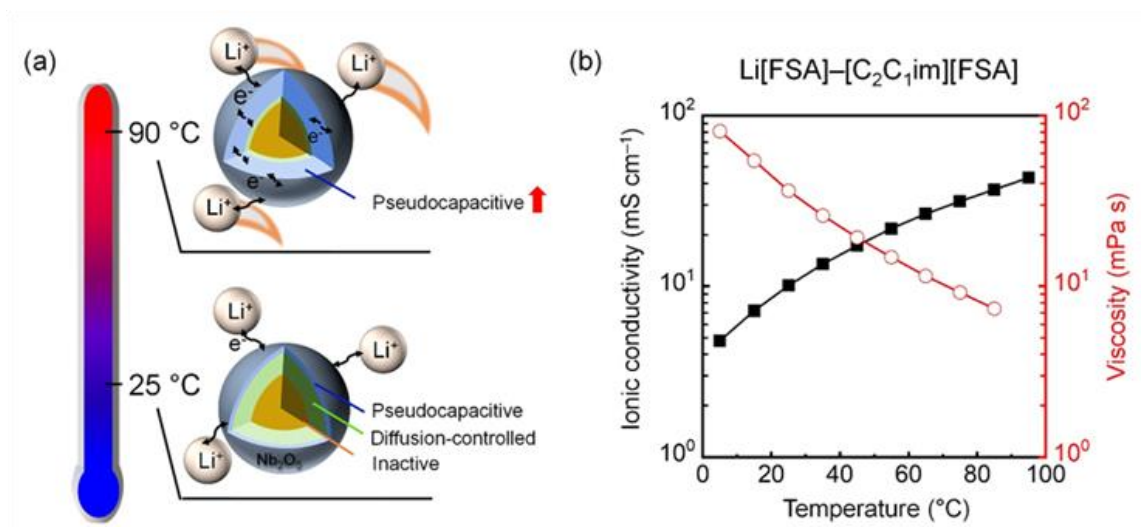 (a)
90 °C
25 °C
Li⁺
Li⁺
e⁻
e⁻
e⁻
Li⁺
Pseudocapacitive
Li⁺
e⁻
Li⁺
Li⁺
Nb₂O₅
Pseudocapacitive
Diffusion-controlled
Inactive
(b)
Li[FSA]–[C₂C₁im][FSA]
Ionic conductivity (mS cm⁻¹)
10²
10¹
10⁰
10²
10¹
10⁰
Viscosity (mPa s)
0 20 40 60 80 100
Temperature (°C)